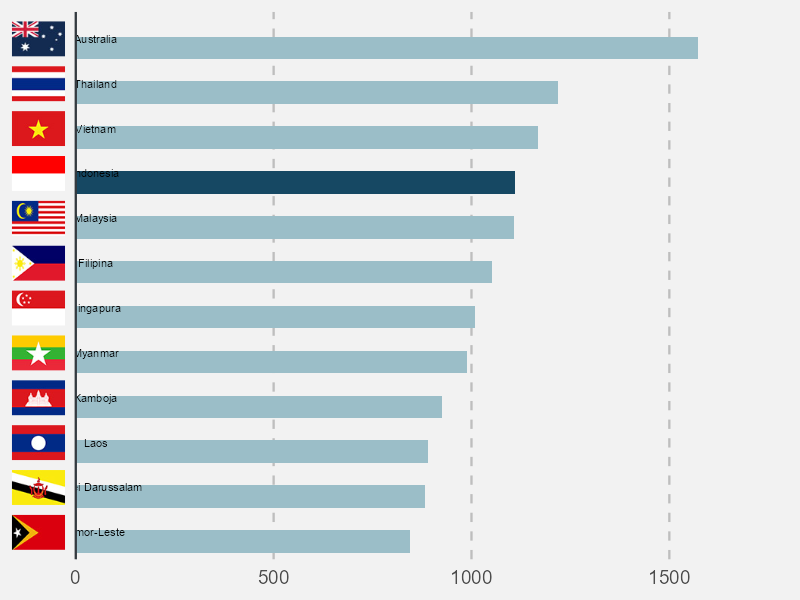 Australia
Thailand
Vietnam
ndonesia
Malaysia
Filipina
ingapura
Myanmar
Kamboja
Laos
i Darussalam
mor-Leste
0 500 1000 1500